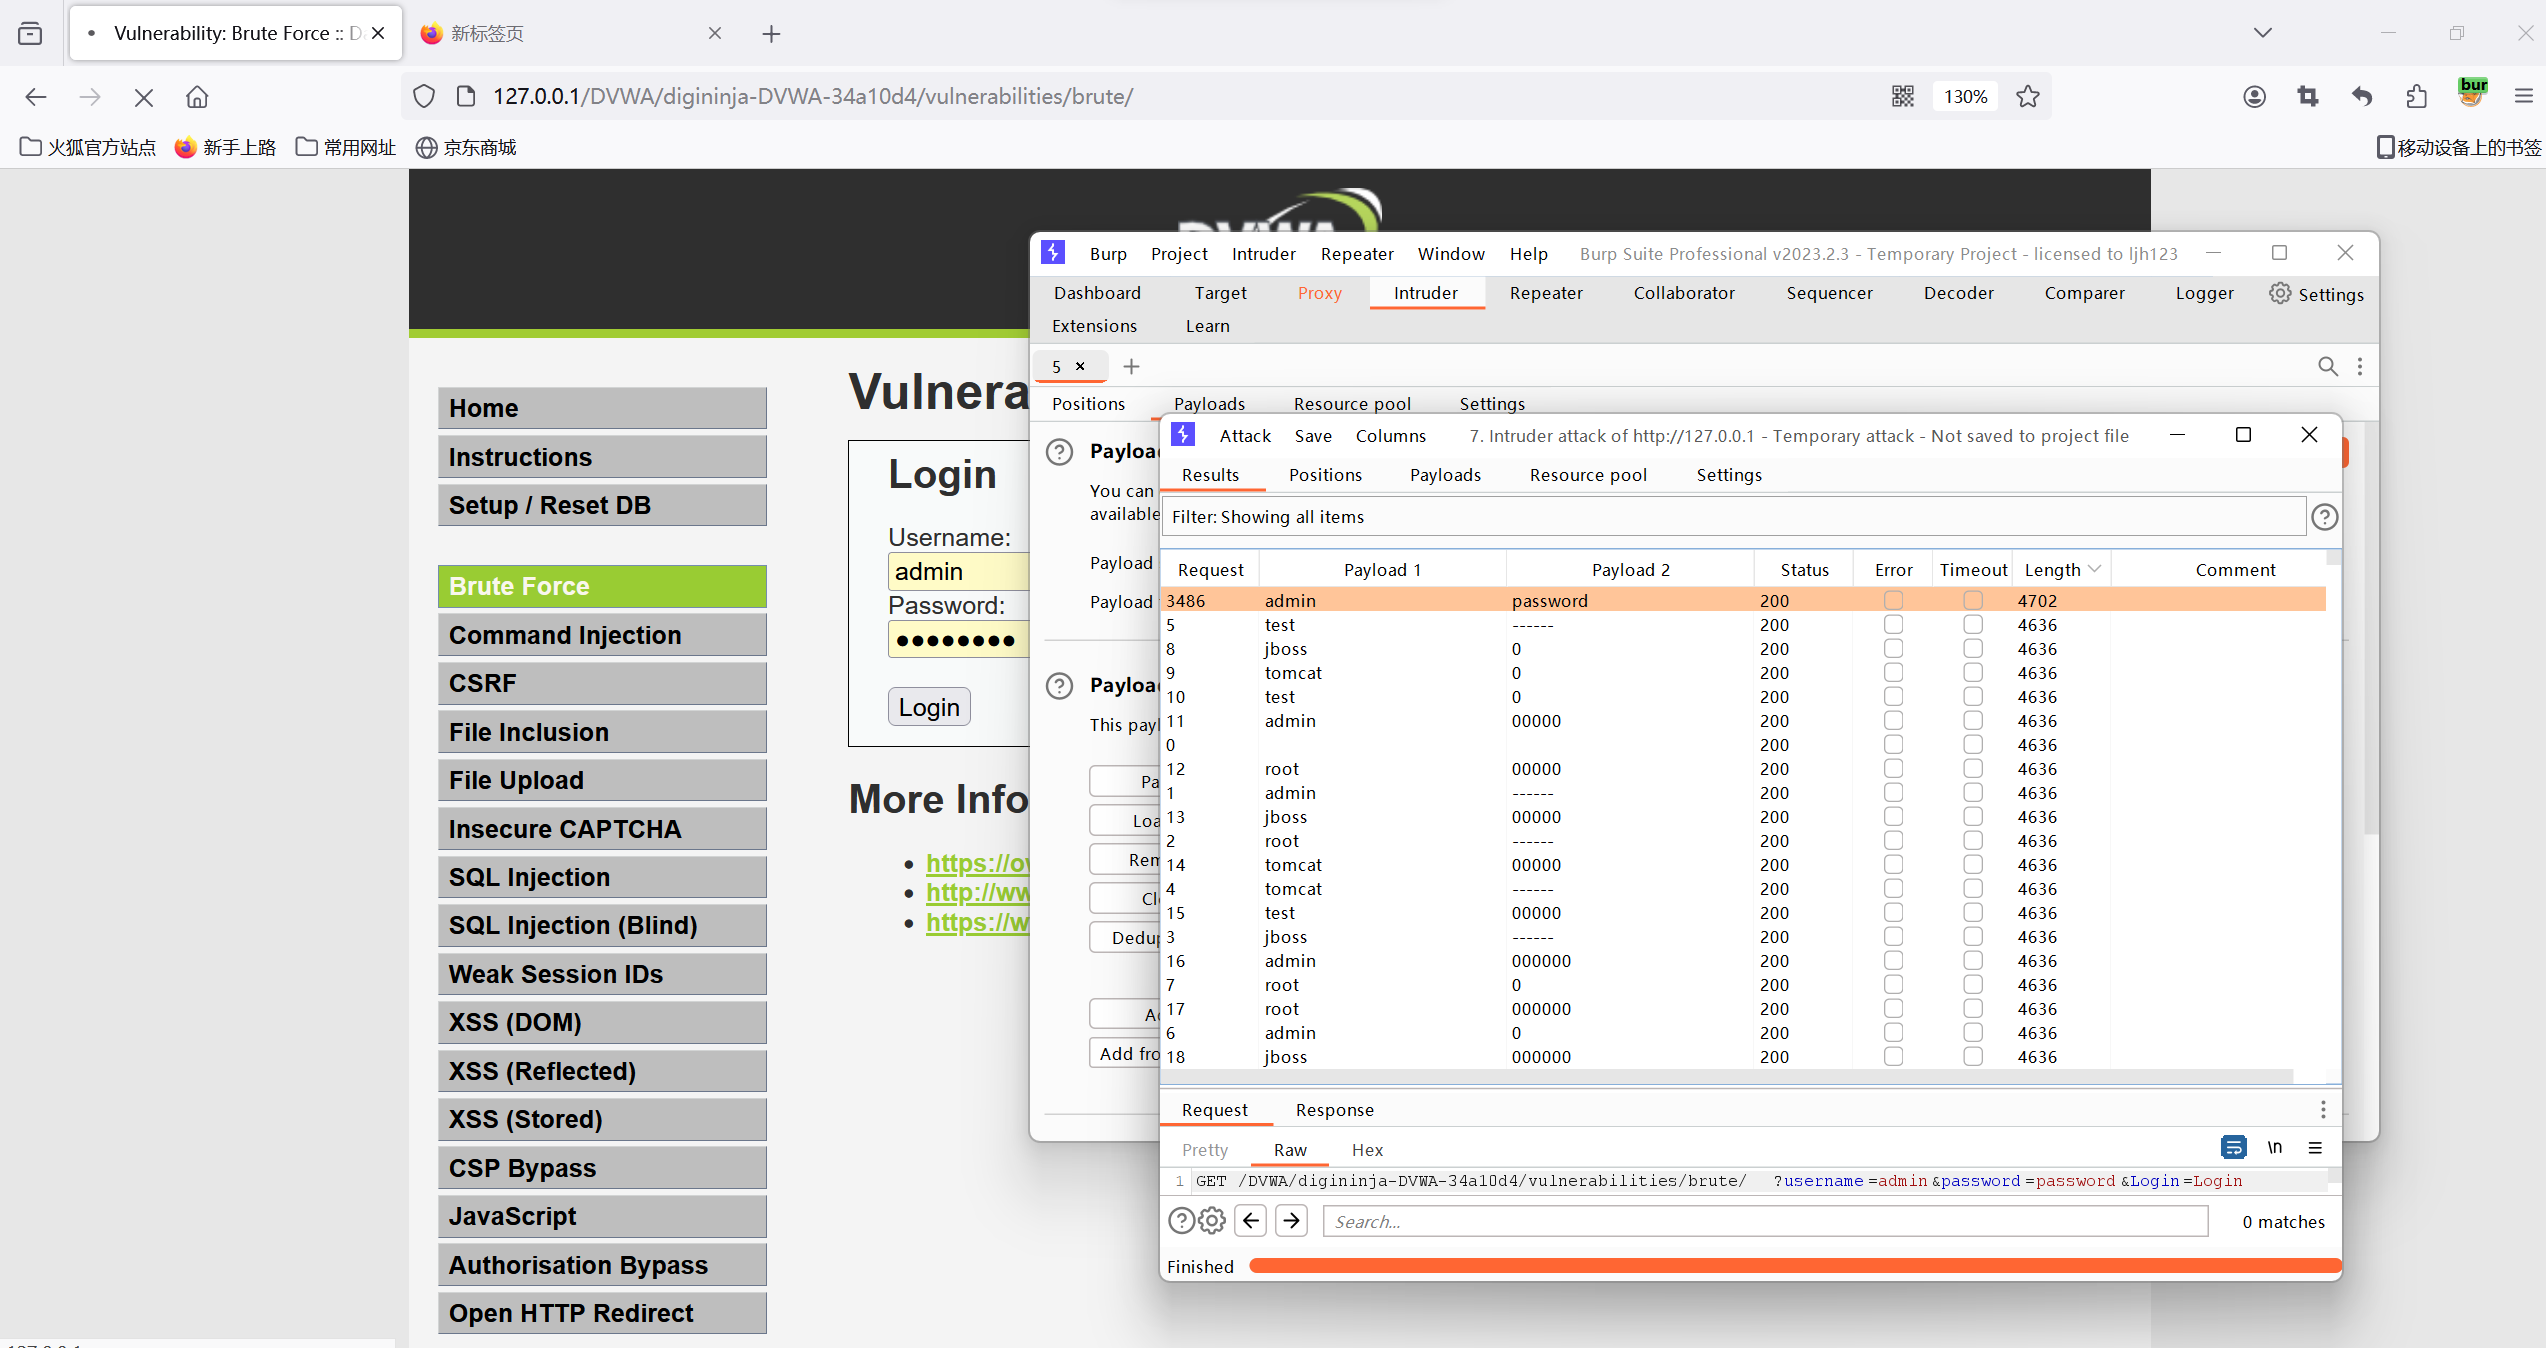 Vulnerability: Brute Force :: D
新标签页
127.0.0.1/DVWA/digininja-DVWA-34a10d4/vulnerabilities/brute/
130%
bur
火狐官方站点
新手上路
常用网址
京东商城
移动设备上的书签
DVWA
Home
Instructions
Setup / Reset DB
Brute Force
Command Injection
CSRF
File Inclusion
File Upload
Insecure CAPTCHA
SQL Injection
SQL Injection (Blind)
Weak Session IDs
XSS (DOM)
XSS (Reflected)
XSS (Stored)
CSP Bypass
JavaScript
Authorisation Bypass
Open HTTP Redirect
Vulnera
Login
Username:
admin
Password:
Login
More Info
https://ow
http://ww
https://w
Burp Project Intruder Repeater Window Help Burp Suite Professional v2023.2.3 - Temporary Project - licensed to ljh123
Dashboard Target Proxy Intruder Repeater Collaborator Sequencer Decoder Comparer Logger Settings
Extensions Learn
5
Positions Payloads Resource pool Settings
Payloa
You can
available
Payload
Payload
Payloa
This payl
Pa
Loa
Rem
Cl
Dedup
Ad
Add fro
Attack Save Columns 7. Intruder attack of http://127.0.0.1 - Temporary attack - Not saved to project file
Results Positions Payloads Resource pool Settings
Filter: Showing all items
Request Payload 1 Payload 2 Status Error Timeout Length Comment
3486 admin password 200 4702
5 test ------ 200 4636
8 jboss 0 200 4636
9 tomcat 0 200 4636
10 test 0 200 4636
11 admin 00000 200 4636
0 200 4636
12 root 00000 200 4636
1 admin ------ 200 4636
13 jboss 00000 200 4636
2 root ------ 200 4636
14 tomcat 00000 200 4636
4 tomcat ------ 200 4636
15 test 00000 200 4636
3 jboss ------ 200 4636
16 admin 000000 200 4636
7 root 0 200 4636
17 root 000000 200 4636
6 admin 0 200 4636
18 jboss 000000 200 4636
Request Response
Pretty Raw Hex \n
1 GET /DVWA/digininja-DVWA-34a10d4/vulnerabilities/brute/ ?username=admin&password=password&Login=Login
Search... 0 matches
Finished